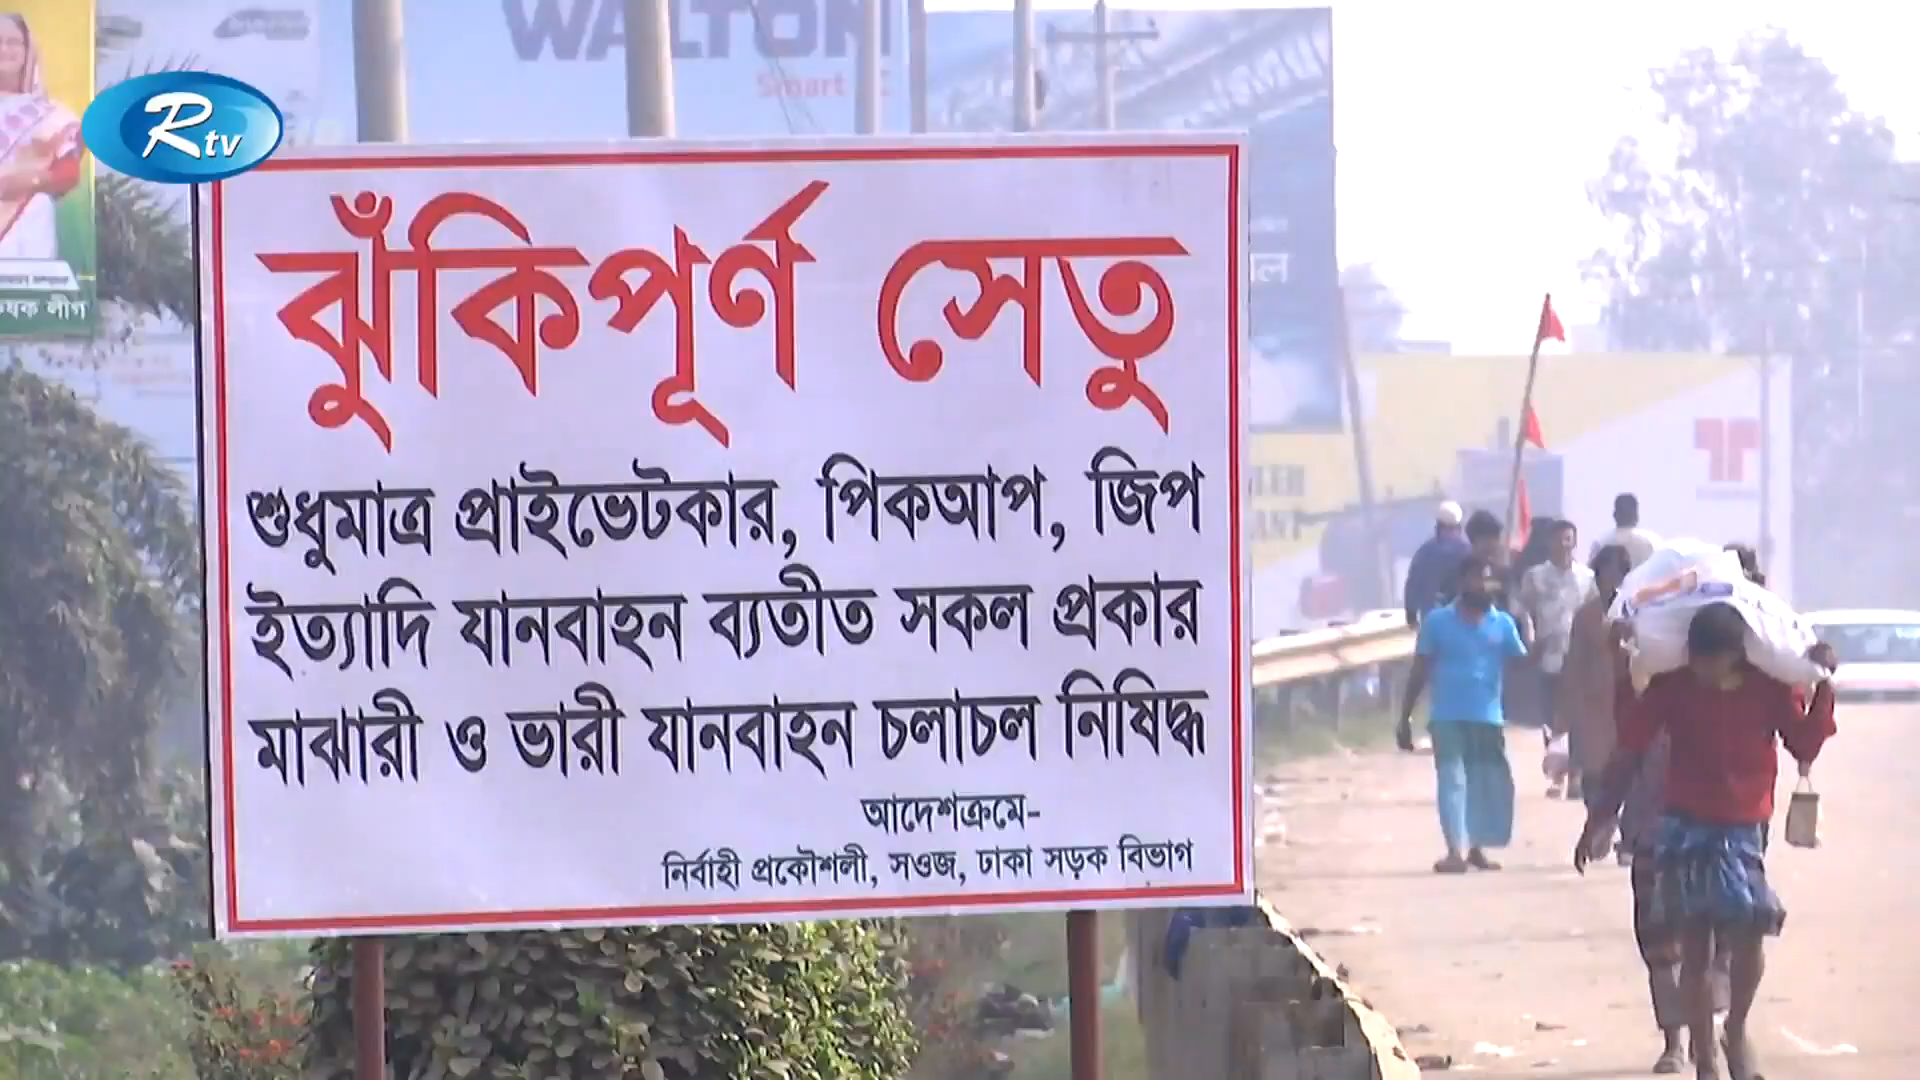 WALTON
Smart
Rtv
ষক লীগ
ঝুঁকিপূর্ণ সেতু
শুধুমাত্র প্রাইভেটকার, পিকআপ, জিপ
ইত্যাদি যানবাহন ব্যতীত সকল প্রকার
মাঝারী ও ভারী যানবাহন চলাচল নিষিদ্ধ
আদেশক্রমে-
নির্বাহী প্রকৌশলী, সওজ, ঢাকা সড়ক বিভাগ